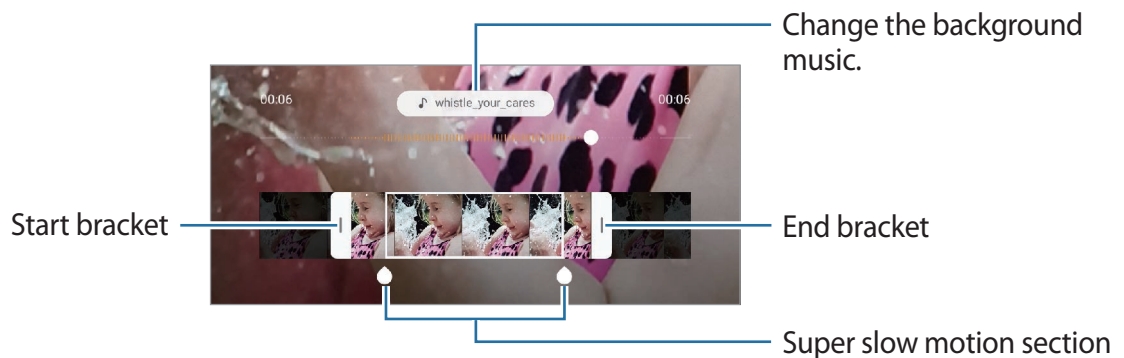 Change the background
music.
00:06
whistle_your_cares
00:06
Start bracket
End bracket
Super slow motion section